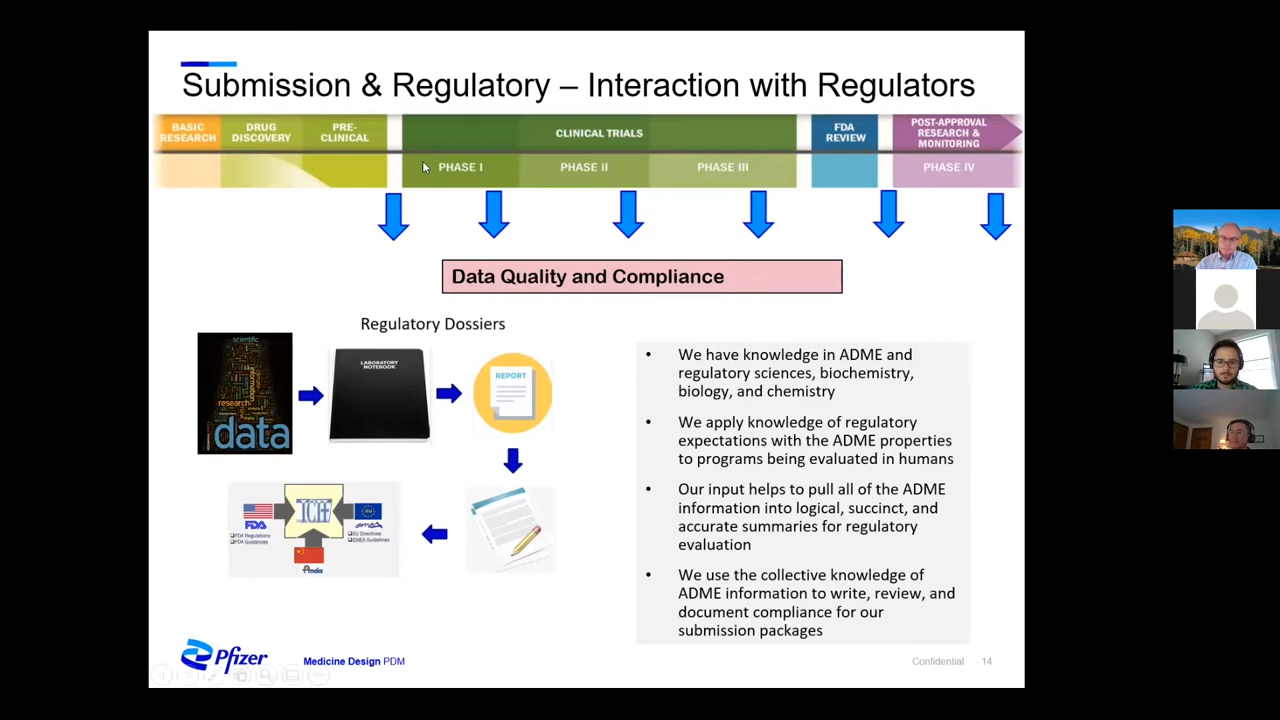 Submission & Regulatory – Interaction with Regulators
BASIC
RESEARCH
DRUG
DISCOVERY
PRE-
CLINICAL
CLINICAL TRIALS
FDA
REVIEW
POST-APPROVAL
RESEARCH &
MONITORING
PHASE I
PHASE II
PHASE III
PHASE IV
Data Quality and Compliance
Regulatory Dossiers
scientific
information
research
data
LABORATORY
NOTEBOOK
REPORT
ICH
FDA
FDA Regulations
FDA Guidances
EU Directives
EMEA Guidelines
• We have knowledge in ADME and
regulatory sciences, biochemistry,
biology, and chemistry
• We apply knowledge of regulatory
expectations with the ADME properties
to programs being evaluated in humans
• Our input helps to pull all of the ADME
information into logical, succinct, and
accurate summaries for regulatory
evaluation
• We use the collective knowledge of
ADME information to write, review, and
document compliance for our
submission packages
Pfizer
Medicine Design PDM
Confidential 14